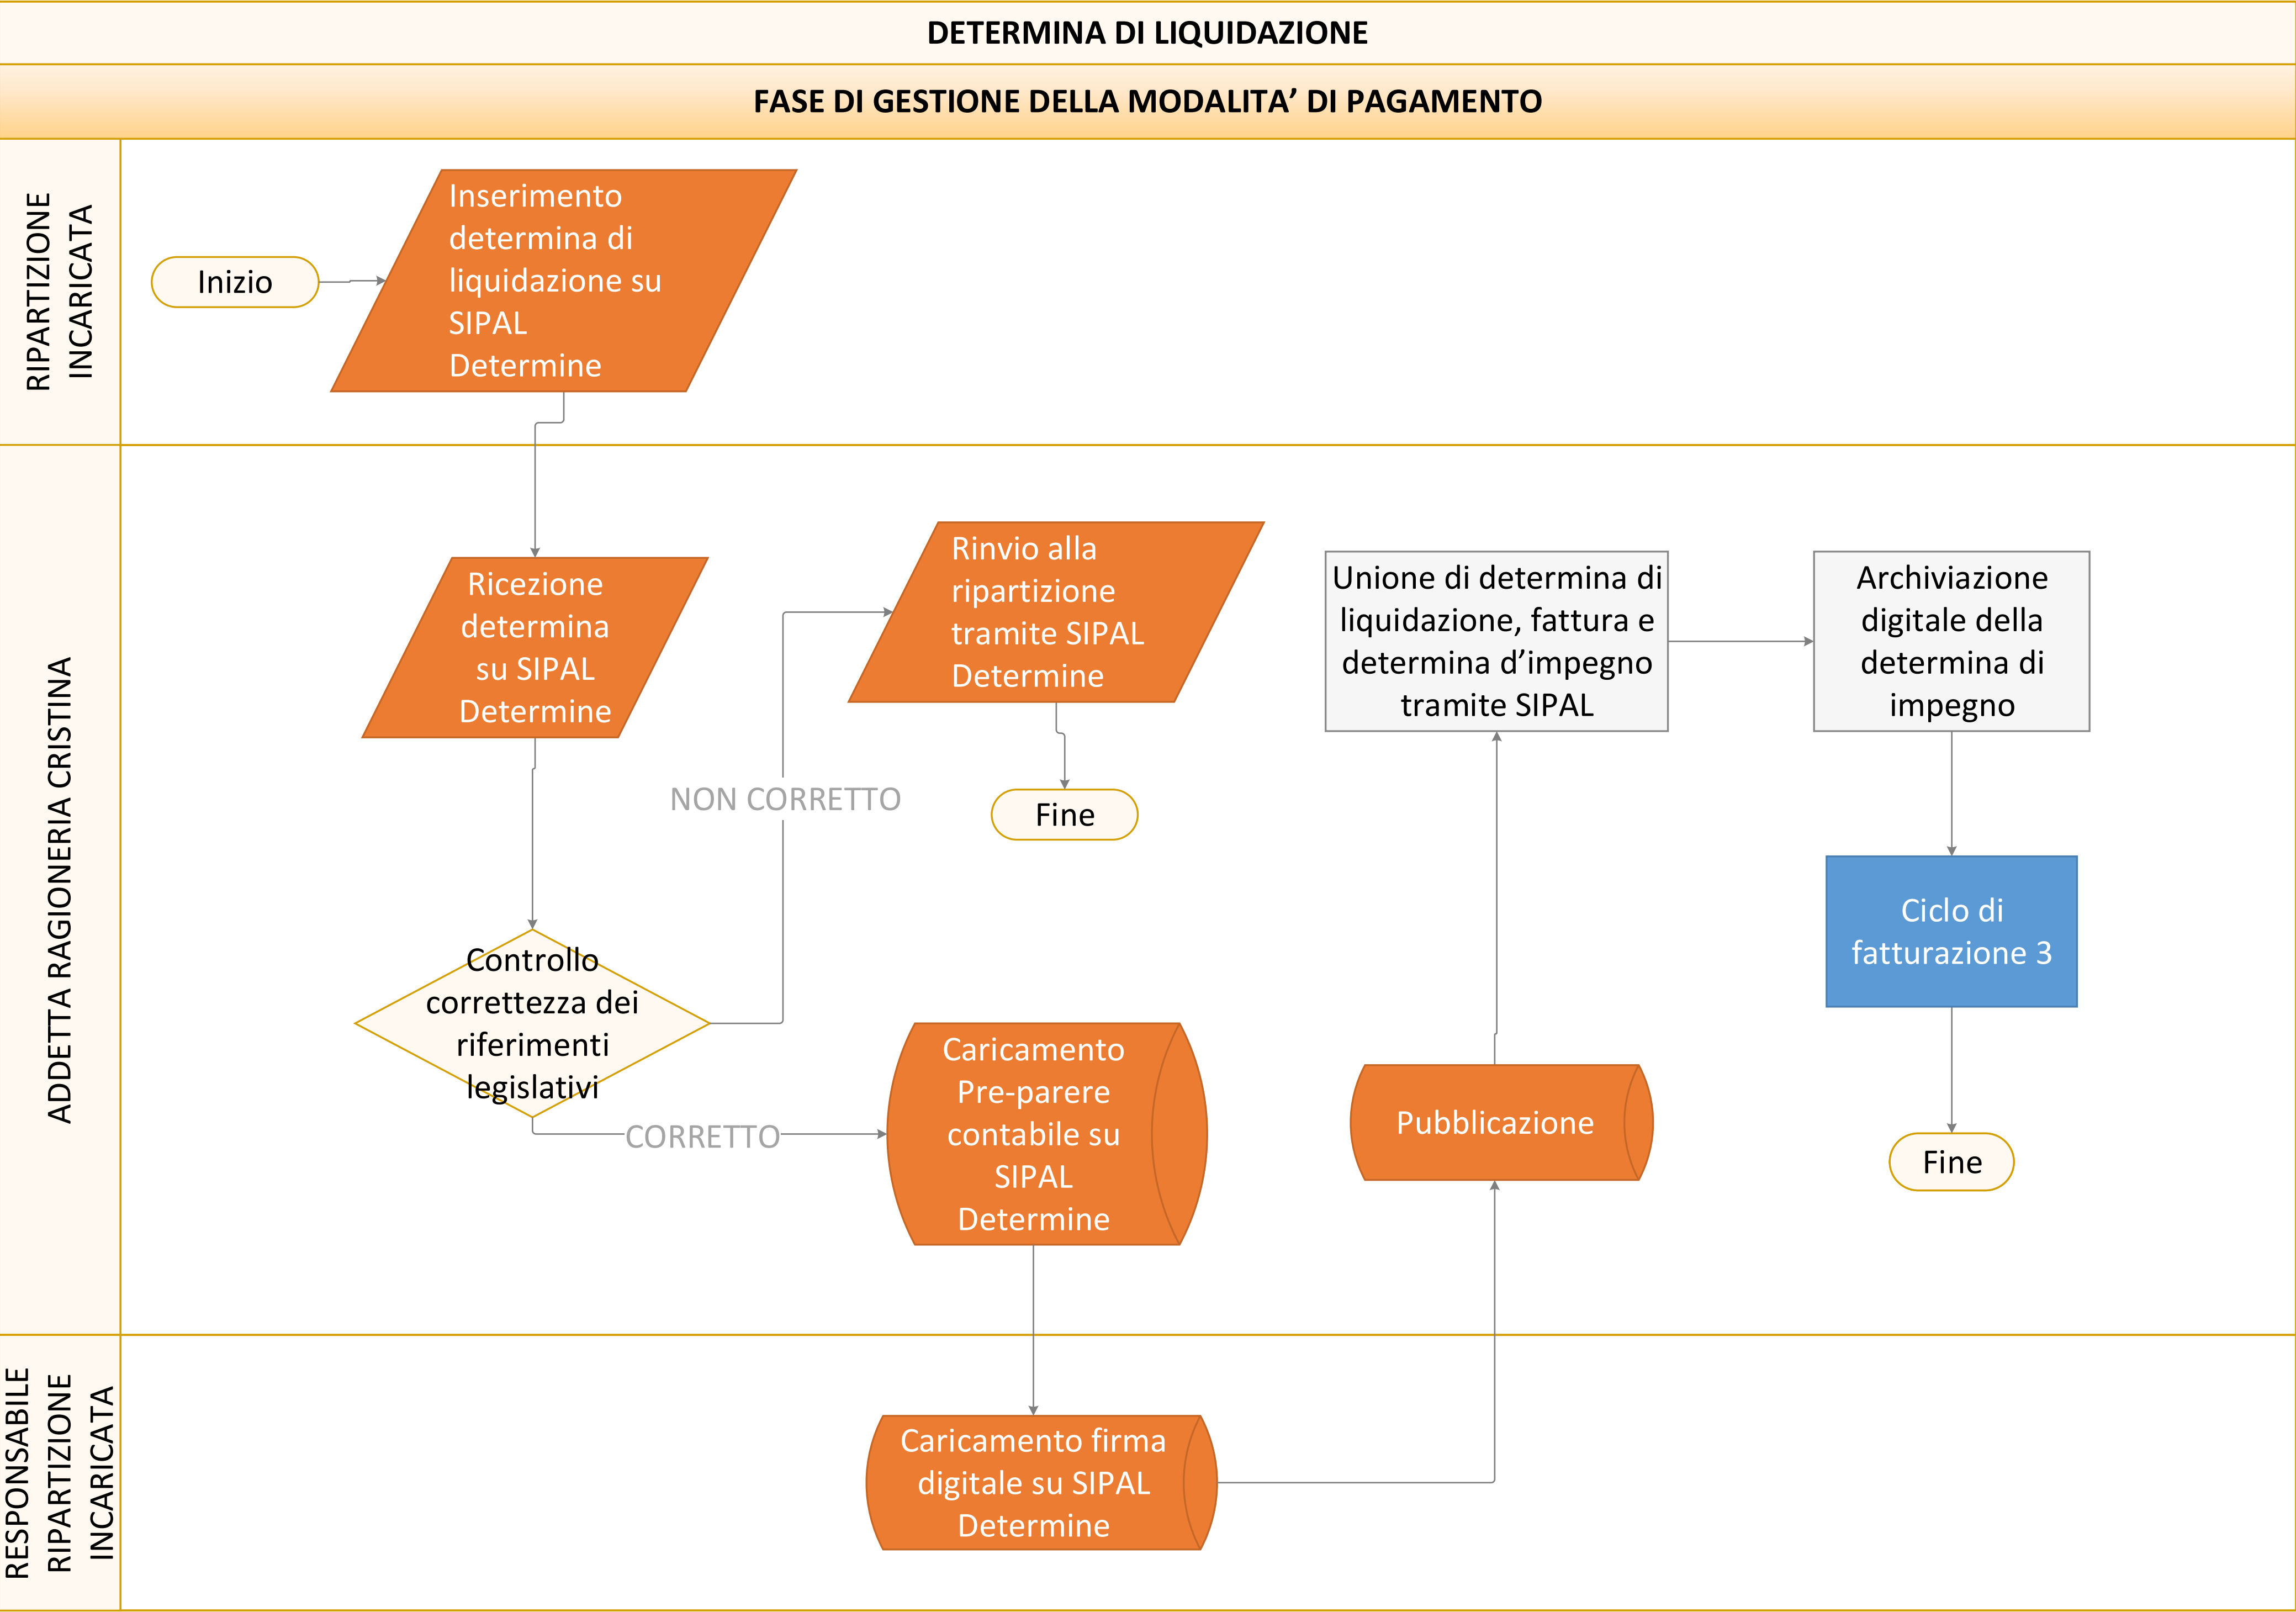 DETERMINA DI LIQUIDAZIONE
FASE DI GESTIONE DELLA MODALITA’ DI PAGAMENTO
RIPARTIZIONE
INCARICATA
Inizio
Inserimento
determina di
liquidazione su
SIPAL
Determine
ADDETTA RAGIONERIA CRISTINA
Ricezione
determina
su SIPAL
Determine
Rinvio alla
ripartizione
tramite SIPAL
Determine
Unione di determina di
liquidazione, fattura e
determina d’impegno
tramite SIPAL
Archiviazione
digitale della
determina di
impegno
NON CORRETTO
Fine
Controllo
correttezza dei
riferimenti
legislativi
CORRETTO
Caricamento
Pre-parere
contabile su
SIPAL
Determine
Pubblicazione
Ciclo di
fatturazione 3
Fine
RESPONSABILE
RIPARTIZIONE
INCARICATA
Caricamento firma
digitale su SIPAL
Determine